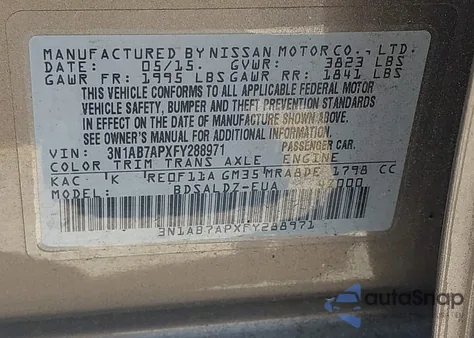 MANUFACTURED BY NISSAN MOTOR CO., LTD.
DATE: 05/15. GVWR: 3823 LBS
GAWR FR: 1995 LBS GAWR RR: 1841 LBS
THIS VEHICLE CONFORMS TO ALL APPLICABLE FEDERAL MOTOR
VEHICLE SAFETY, BUMPER AND THEFT PREVENTION STANDARDS
IN EFFECT ON THE DATE OF MANUFACTURE SHOWN ABOVE.
SEE OWNER'S MANUAL FOR ADDITIONAL INFORMATION.
VIN: 3N1AB7APXFY288971 PASSENGER CAR.
COLOR TRIM TRANS AXLE ENGINE
KAC 'K REOF11A GM35 MRA8DE 1798 CC
MODEL: BDSALDZ-EUA 47000
3N1AB7APXFY288971
autoSnap